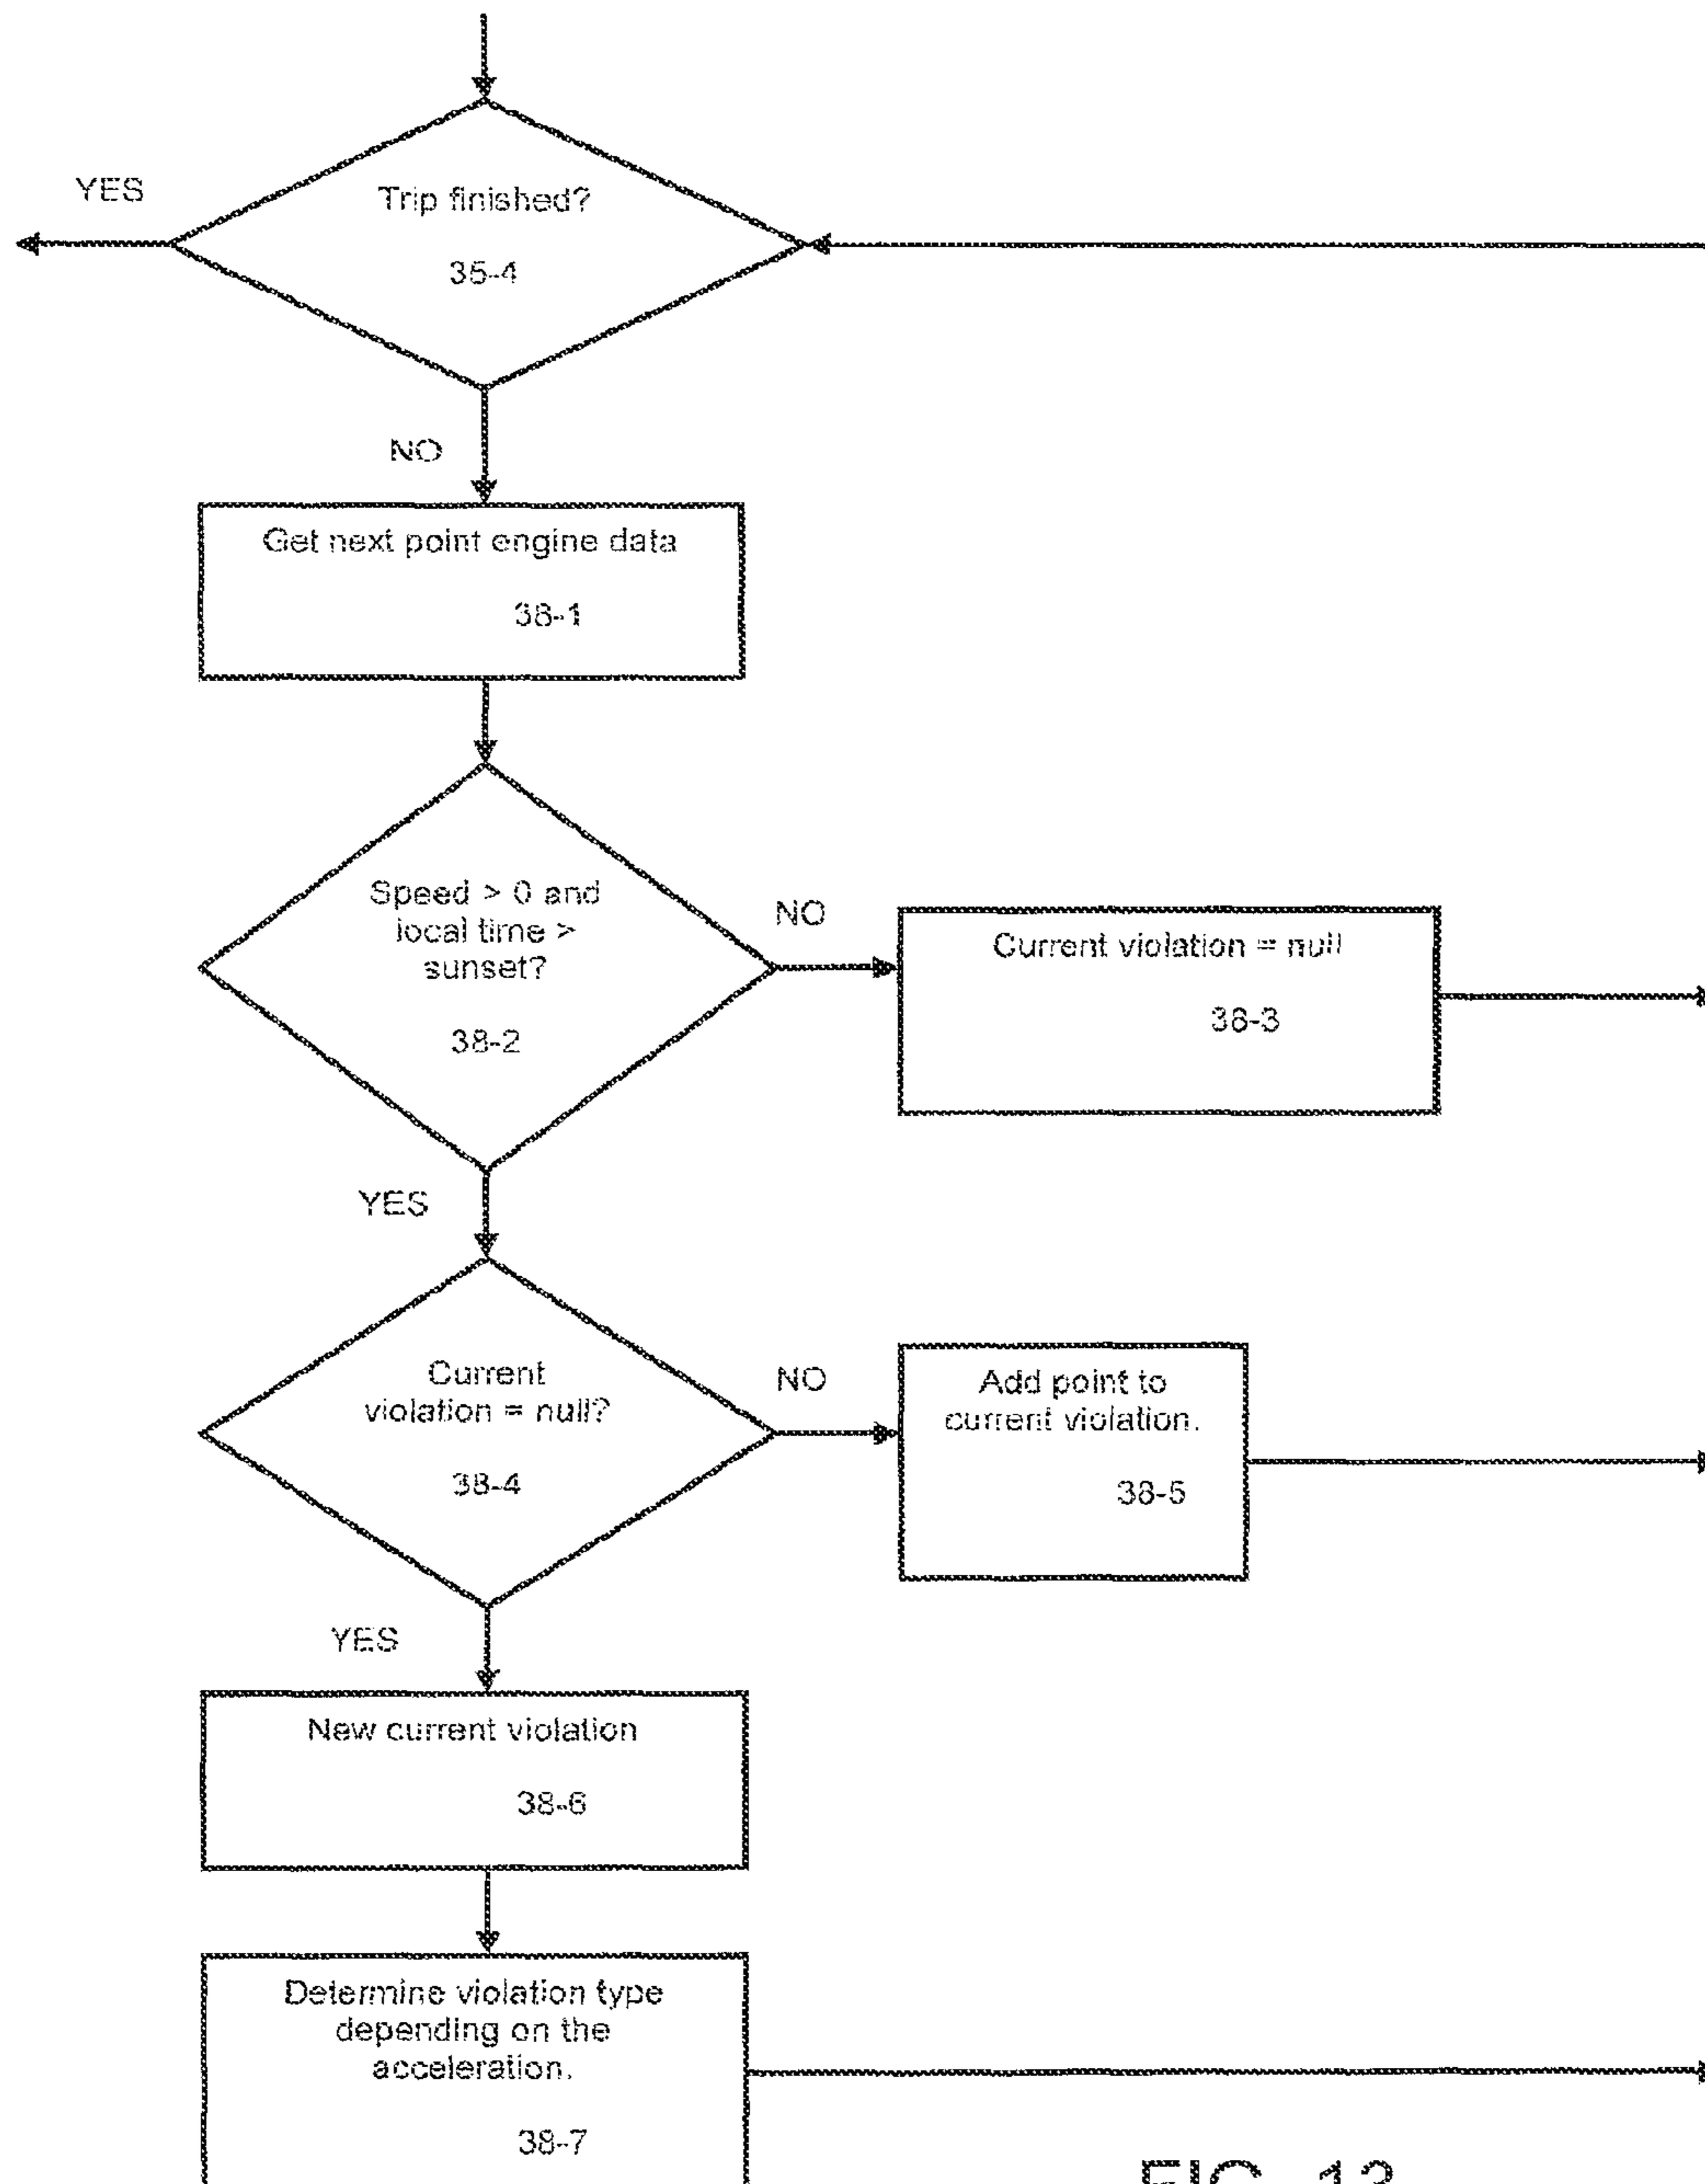 YES
Trip finished?
35-4
NO
Get next point engine data
38-1
Speed > 0 and
local time >
sunset?
38-2
NO
Current violation = null
38-3
YES
Current
violation = null?
38-4
NO
Add point to
current violation.
38-5
YES
New current violation
38-6
Determine violation type
depending on the
acceleration.
38-7
FIG. 13